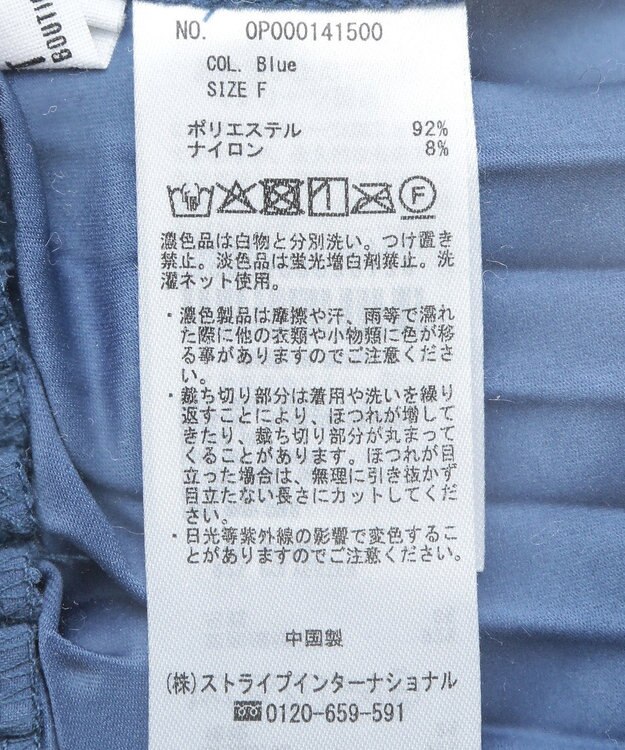 BOUTI
NO. OP000141500
COL. Blue
SIZE F
ポリエステル 92%
ナイロン 8%
F
濃色品は白物と分別洗い。つけ置き
禁止。淡色品は蛍光増白剤禁止。洗
濯ネット使用。
・濃色製品は摩擦や汗、雨等で濡れ
た際に他の衣類や小物類に色が移
る事がありますのでご注意くださ
い。
・裁ち切り部分は着用や洗いを繰り
返すことにより、ほつれが増して
きたり、裁ち切り部分が丸まって
くることがあります。ほつれが目
立った場合は、無理に引き抜かず
目立たない長さにカットしてくだ
さい。
・日光等紫外線の影響で変色するこ
とがありますのでご注意ください。
中国製
(株)ストライプインターナショナル
0120-659-591